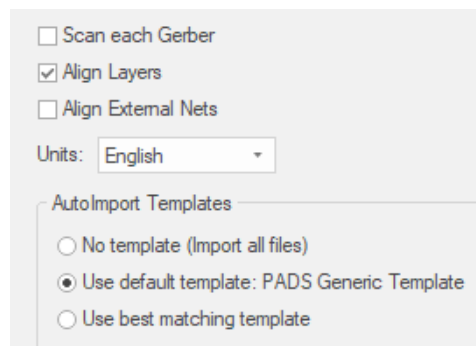 Scan each Gerber
Align Layers
Align External Nets
Units: English
AutoImport Templates
No template (Import all files)
Use default template: PADS Generic Template
Use best matching template